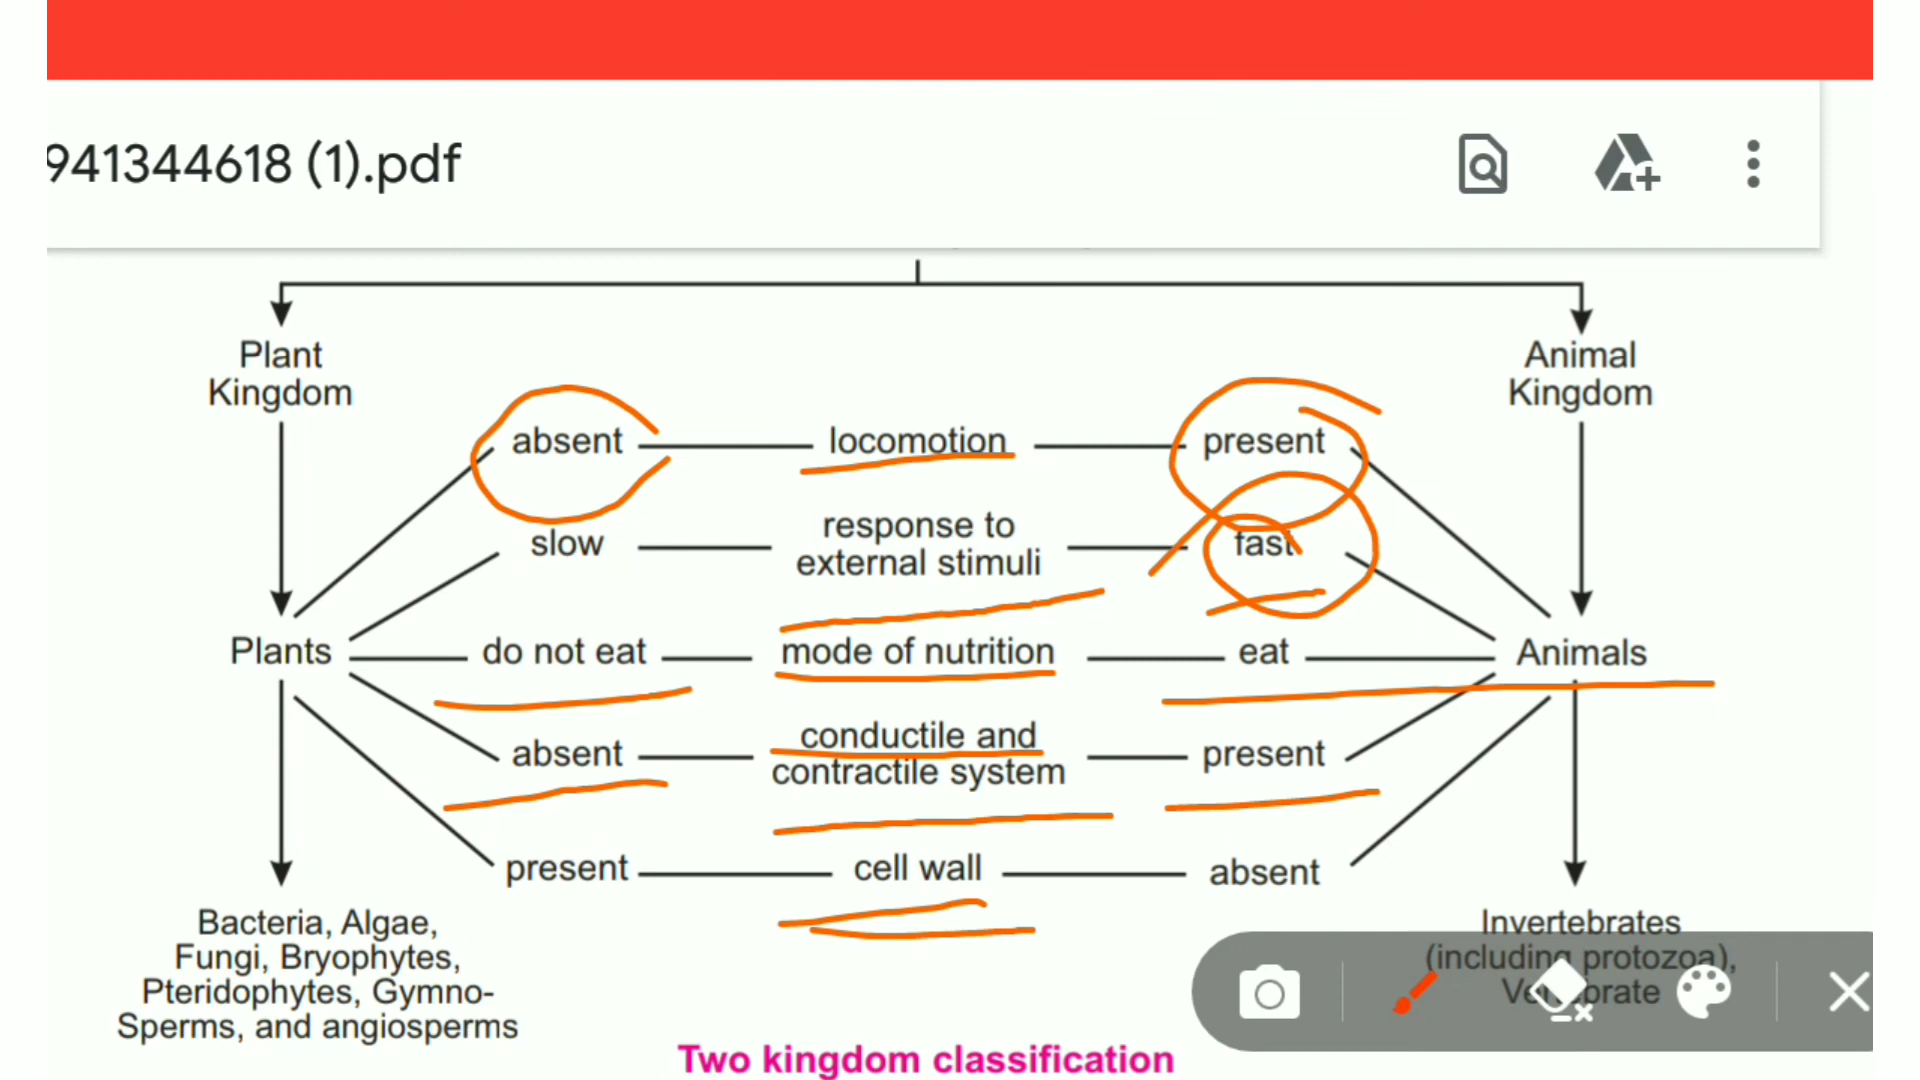 941344618 (1).pdf
Plant
Kingdom
Animal
Kingdom
absent locomotion present
slow response to
external stimuli fast
Plants do not eat mode of nutrition eat Animals
absent conductile and
contractile system present
present cell wall absent
Bacteria, Algae,
Fungi, Bryophytes,
Pteridophytes, Gymno-
Sperms, and angiosperms
Invertebrates
(including protozoa),
Vertebrate
Two kingdom classification